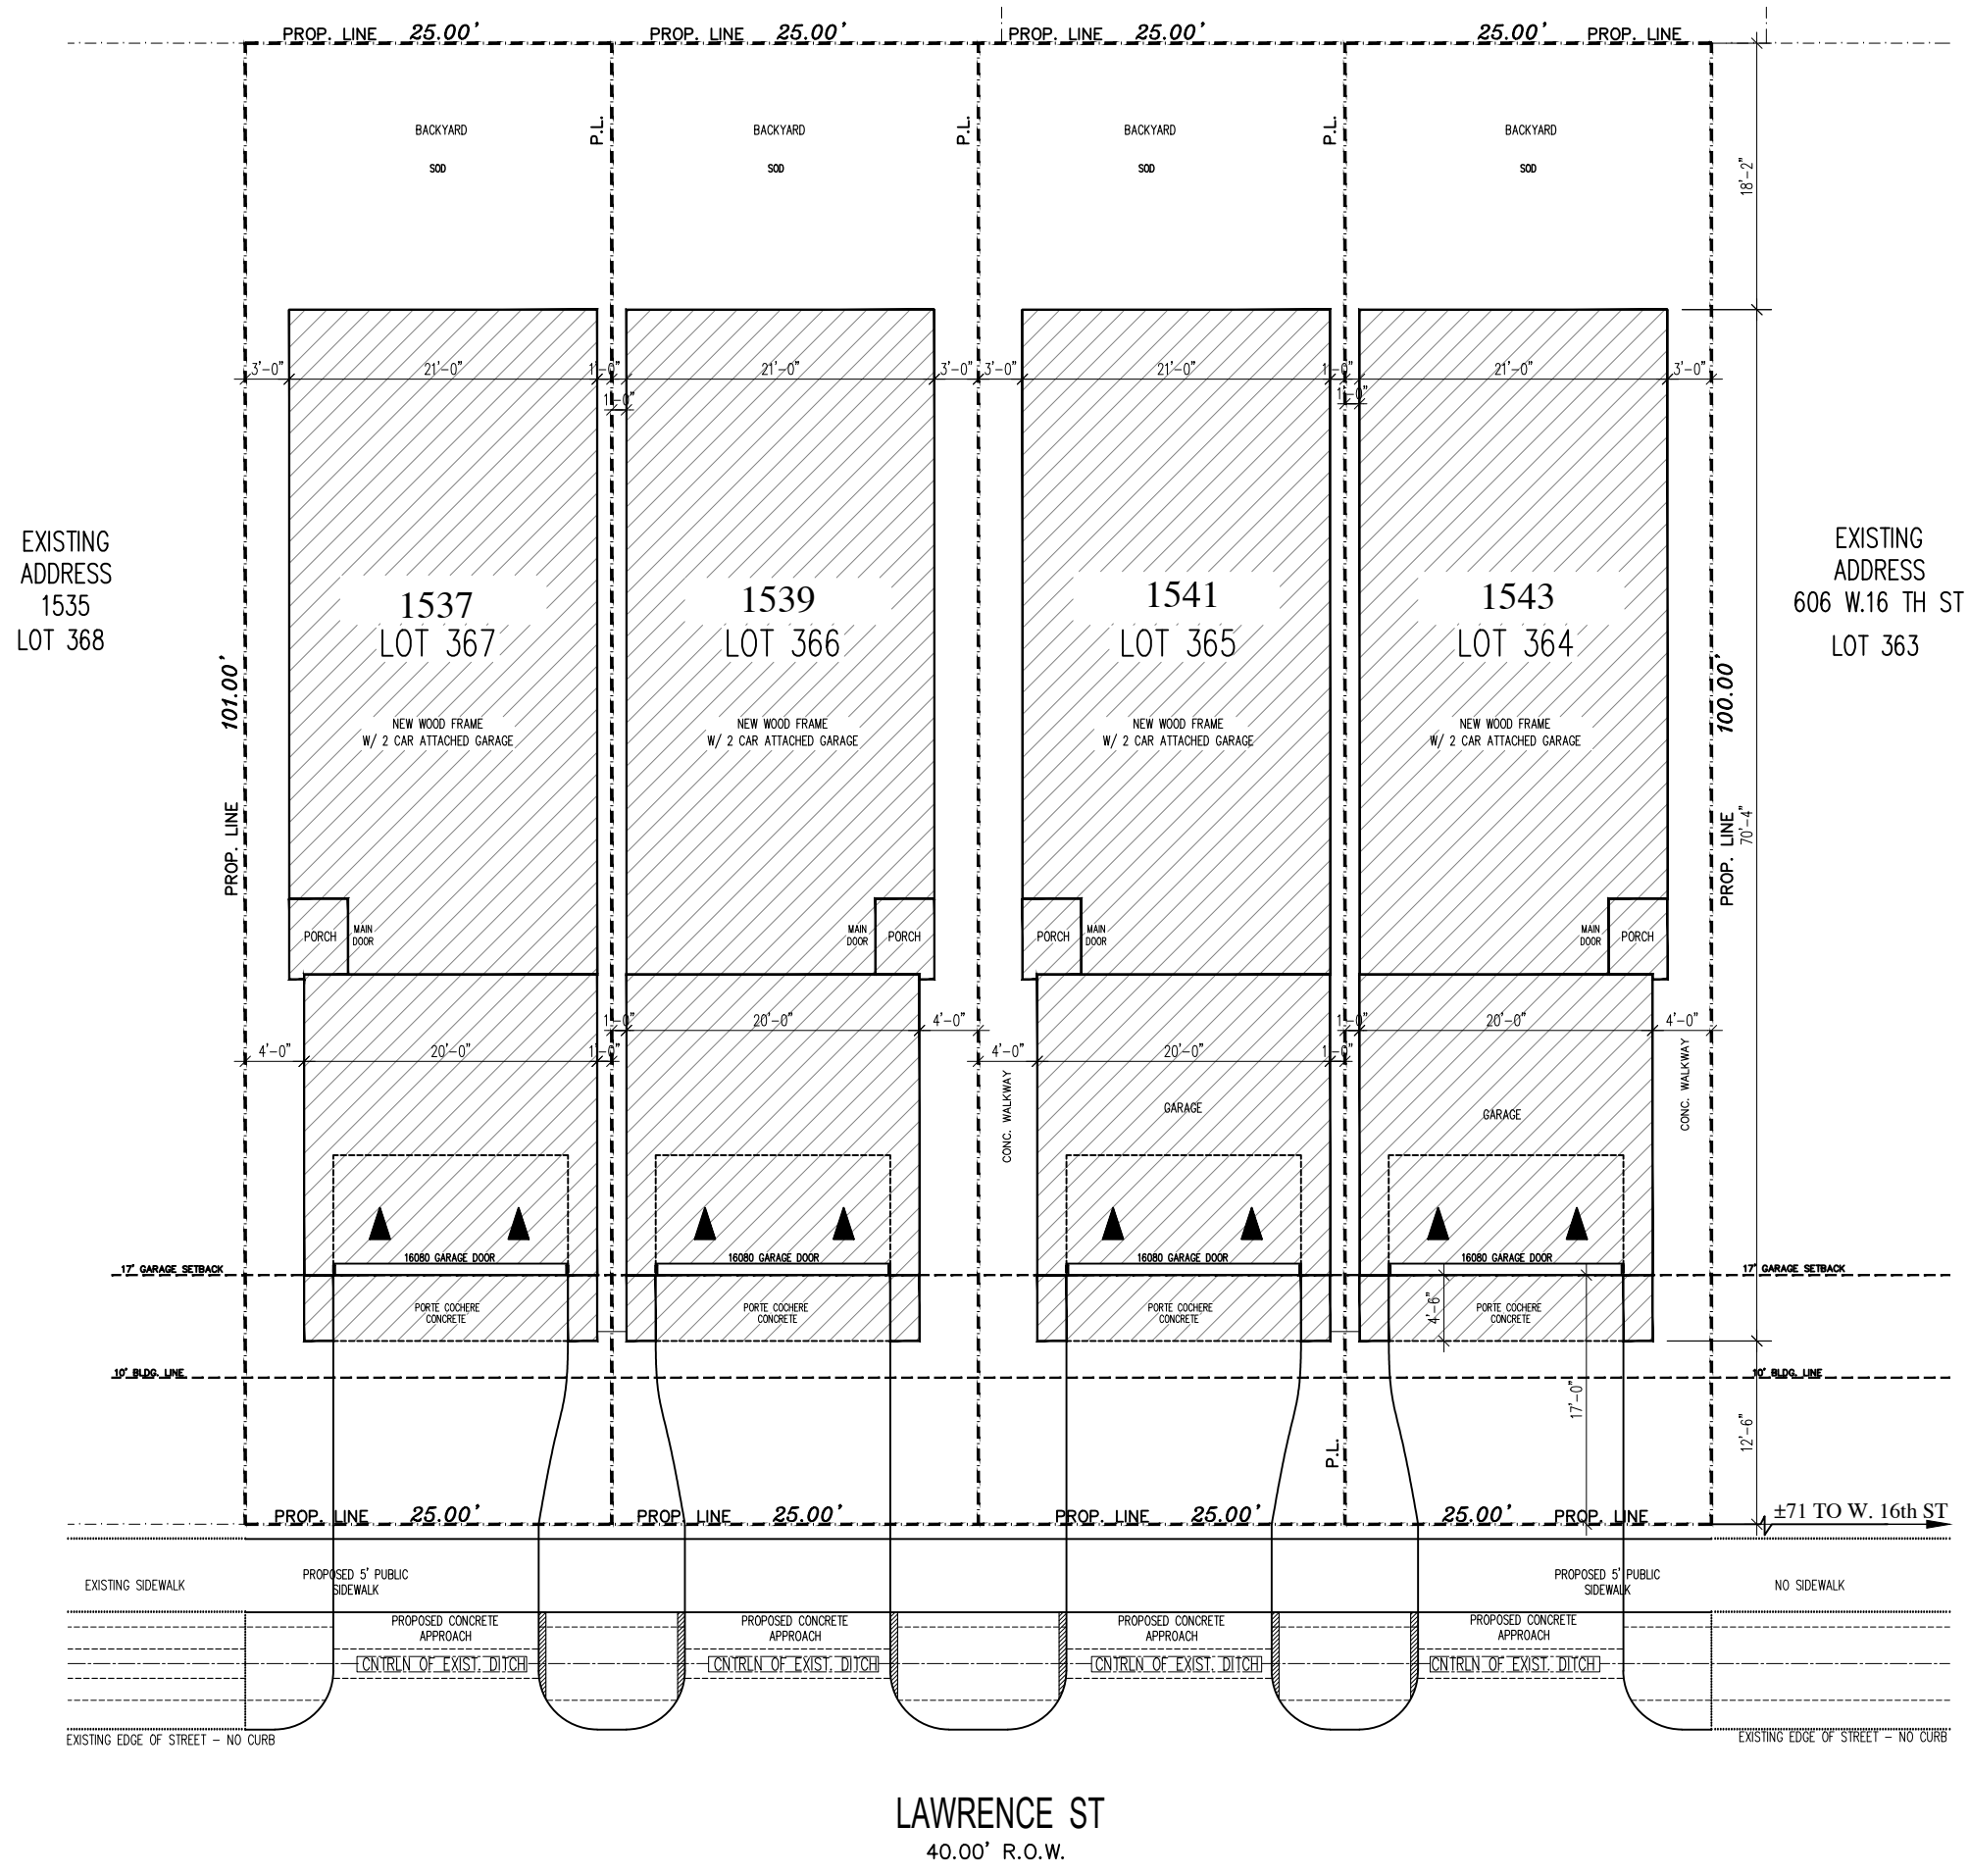 PROP. LINE 25.00' PROP. LINE 25.00' PROP. LINE 25.00' 25.00' PROP. LINE
BACKYARD BACKYARD BACKYARD BACKYARD
P.L. P.L. P.L.
SOD SOD SOD SOD
18'-2"
3'-0" 21'-0" 1'-0" 21'-0" 3'-0" 3'-0" 21'-0" 1'-0" 21'-0" 3'-0"
1'-0" 1'-0"
EXISTING
ADDRESS
1535
LOT 368
1537
LOT 367
1539
LOT 366
1541
LOT 365
1543
LOT 364
EXISTING
ADDRESS
606 W.16 TH ST
LOT 363
101.00'
PROP. LINE
100.00'
PROP. LINE
70'-4"
NEW WOOD FRAME
W/ 2 CAR ATTACHED GARAGE
NEW WOOD FRAME
W/ 2 CAR ATTACHED GARAGE
NEW WOOD FRAME
W/ 2 CAR ATTACHED GARAGE
NEW WOOD FRAME
W/ 2 CAR ATTACHED GARAGE
PORCH
MAIN
DOOR
MAIN
DOOR
PORCH
PORCH
MAIN
DOOR
MAIN
DOOR
PORCH
1'-0" 20'-0" 4'-0" 1'-0" 20'-0" 4'-0"
4'-0" 20'-0" 1'-0" 4'-0" 20'-0" 1'-0"
CONC. WALKWAY
CONC. WALKWAY
GARAGE GARAGE
16080 GARAGE DOOR 16080 GARAGE DOOR 16080 GARAGE DOOR 16080 GARAGE DOOR
17' GARAGE SETBACK 17' GARAGE SETBACK
PORTE COCHERE
CONCRETE
PORTE COCHERE
CONCRETE
PORTE COCHERE
CONCRETE
4'-6"
PORTE COCHERE
CONCRETE
10' BLDG. LINE 10' BLDG. LINE
17'-0"
12'-6"
P.L.
PROP. LINE 25.00' PROP. LINE 25.00' PROP. LINE 25.00' 25.00' PROP. LINE
±71 TO W. 16th ST
EXISTING SIDEWALK
PROPOSED 5' PUBLIC
SIDEWALK
PROPOSED 5' PUBLIC
SIDEWALK
NO SIDEWALK
PROPOSED CONCRETE
APPROACH
PROPOSED CONCRETE
APPROACH
PROPOSED CONCRETE
APPROACH
PROPOSED CONCRETE
APPROACH
CNTRLN OF EXIST. DITCH CNTRLN OF EXIST. DITCH CNTRLN OF EXIST. DITCH CNTRLN OF EXIST. DITCH
EXISTING EDGE OF STREET - NO CURB EXISTING EDGE OF STREET - NO CURB
LAWRENCE ST
40.00' R.O.W.